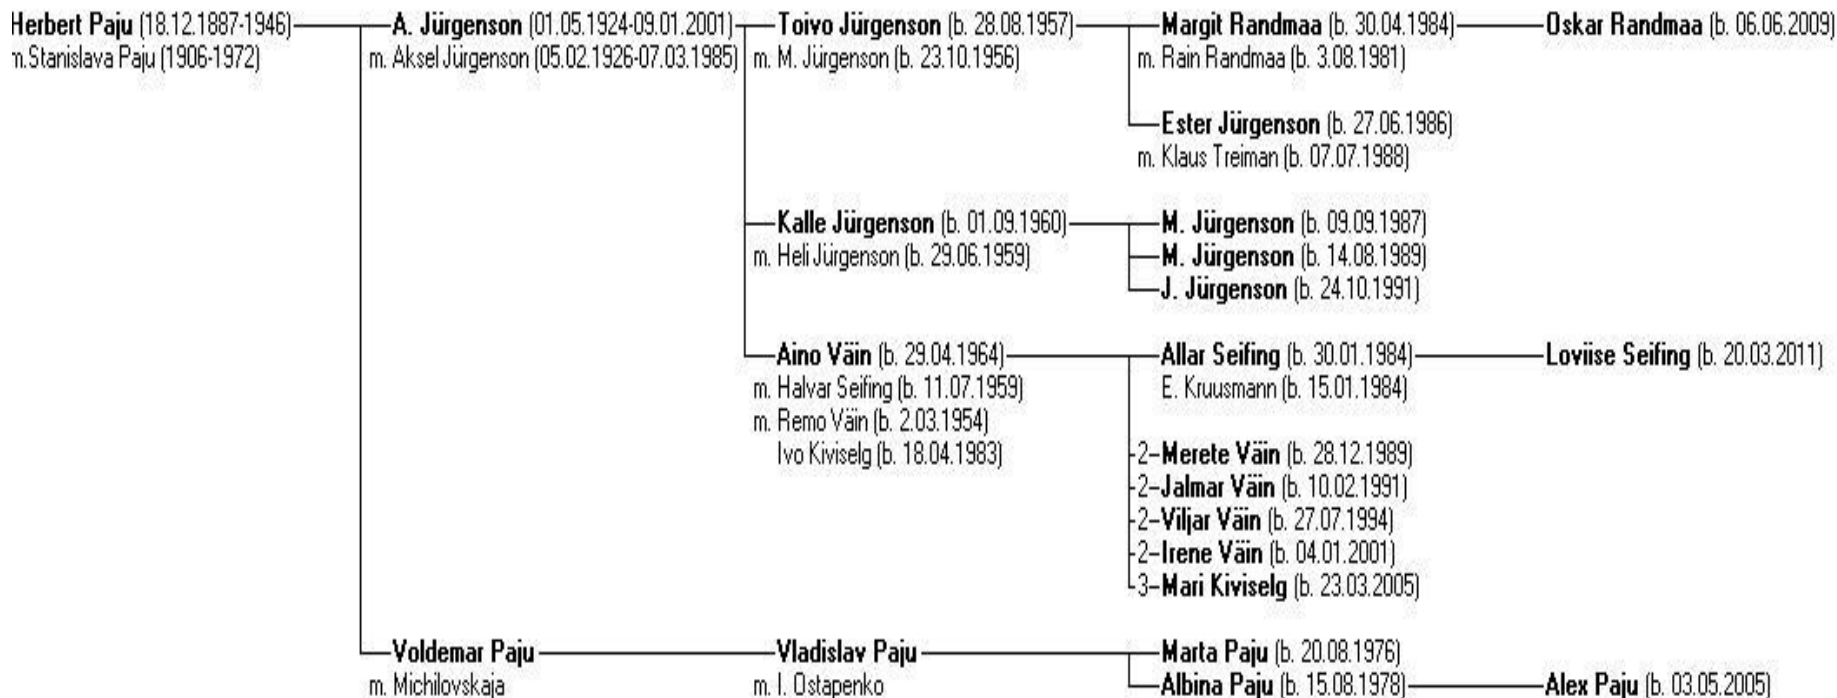 Herbert Paju (18.12.1887-1946) A. Jürgenson (01.05.1924-09.01.2001) Toivo Jürgenson (b. 28.08.1957) Margit Randmaa (b. 30.04.1984) Oskar Randmaa (b. 06.06.2009)
m.Stanislava Paju (1906-1972) m. Aksel Jürgenson (05.02.1926-07.03.1985) m. M. Jürgenson (b. 23.10.1956) m. Rain Randmaa (b. 3.08.1981)
Ester Jürgenson (b. 27.06.1986)
m. Klaus Treiman (b. 07.07.1988)
Kalle Jürgenson (b. 01.09.1960) M. Jürgenson (b. 09.09.1987)
m. Heli Jürgenson (b. 29.06.1959) M. Jürgenson (b. 14.08.1989)
J. Jürgenson (b. 24.10.1991)
Aino Väin (b. 29.04.1964) Allar Seifing (b. 30.01.1984) Loviise Seifing (b. 20.03.2011)
m. Halvar Seifing (b. 11.07.1959) E. Kruusmann (b. 15.01.1984)
m. Remo Väin (b. 2.03.1954)
Ivo Kiviselg (b. 18.04.1983) 2 Merete Väin (b. 28.12.1989)
2 Jalmar Väin (b. 10.02.1991)
2 Viljar Väin (b. 27.07.1994)
2 Irene Väin (b. 04.01.2001)
3 Mari Kiviselg (b. 23.03.2005)
Voldemar Paju Vladislav Paju Marta Paju (b. 20.08.1976)
m. Michilovskaja m. I. Ostapenko Albina Paju (b. 15.08.1978) Alex Paju (b. 03.05.2005)